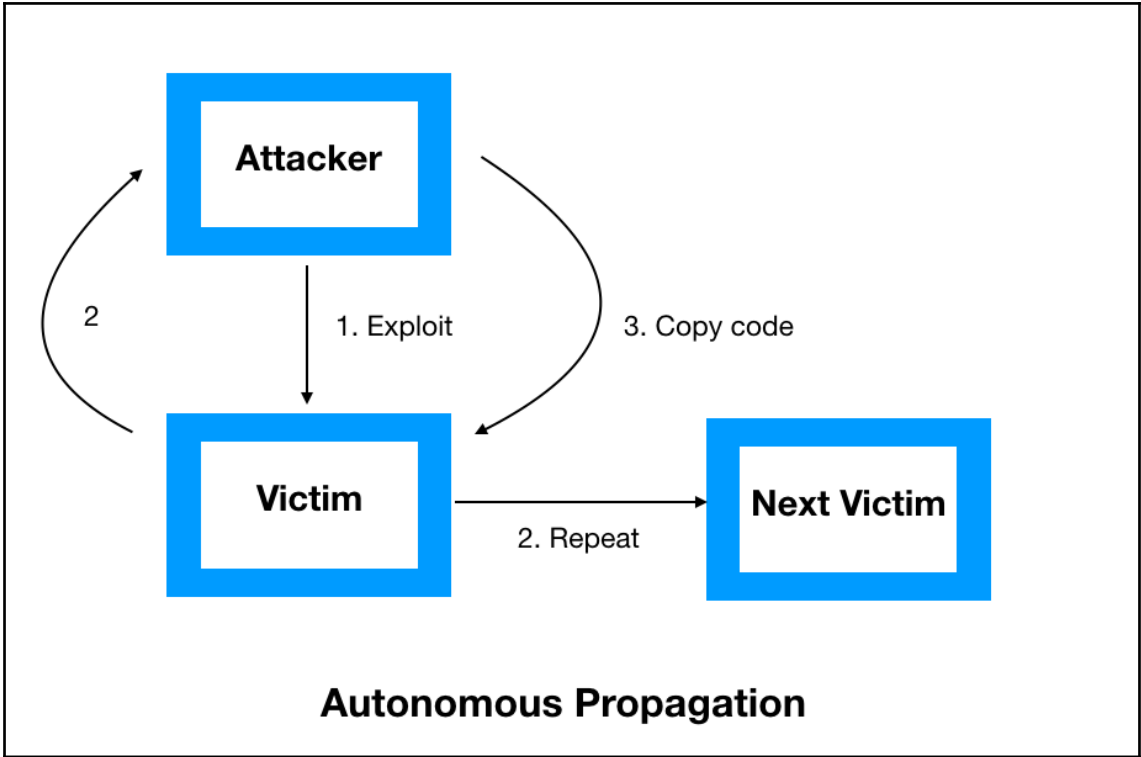 Attacker
2
1. Exploit
3. Copy code
Victim
Next Victim
2. Repeat
Autonomous Propagation